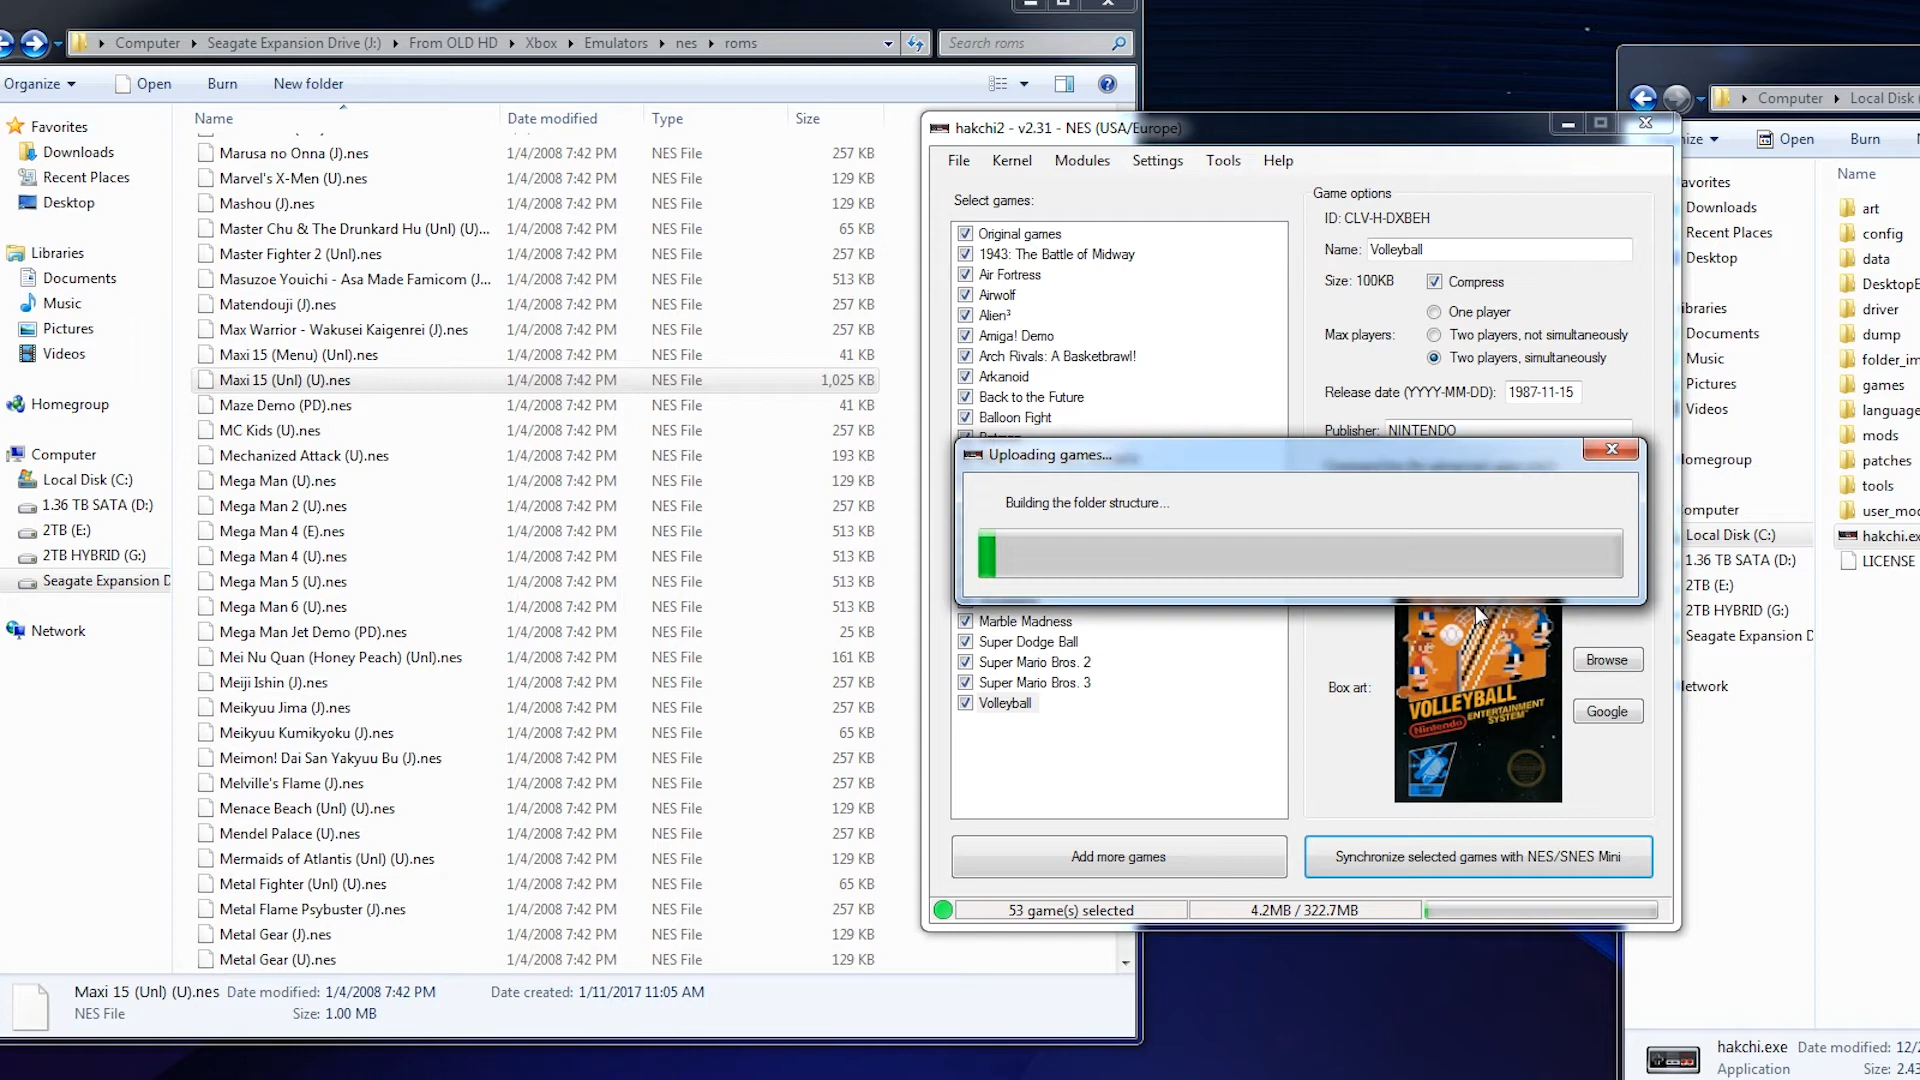 Computer Seagate Expansion Drive (J:) From OLD HD Xbox Emulators nes roms
Search roms
Organize Open Burn New folder
Name Date modified Type Size
Favorites
Downloads
Recent Places
Desktop
Libraries
Documents
Music
Pictures
Videos
Homegroup
Computer
Local Disk (C:)
1.36 TB SATA (D:)
2TB (E:)
2TB HYBRID (G:)
Seagate Expansion D
Network
Marusa no Onna (J).nes 1/4/2008 7:42 PM NES File 257 KB
Marvel's X-Men (U).nes 1/4/2008 7:42 PM NES File 129 KB
Mashou (J).nes 1/4/2008 7:42 PM NES File 129 KB
Master Chu & The Drunkard Hu (Unl) (U)... 1/4/2008 7:42 PM NES File 65 KB
Master Fighter 2 (Unl).nes 1/4/2008 7:42 PM NES File 129 KB
Masuzoe Youichi - Asa Made Famicom (J... 1/4/2008 7:42 PM NES File 513 KB
Matendouji (J).nes 1/4/2008 7:42 PM NES File 257 KB
Max Warrior - Wakusei Kaigenrei (J).nes 1/4/2008 7:42 PM NES File 257 KB
Maxi 15 (Menu) (Unl).nes 1/4/2008 7:42 PM NES File 41 KB
Maxi 15 (Unl) (U).nes 1/4/2008 7:42 PM NES File 1,025 KB
Maze Demo (PD).nes 1/4/2008 7:42 PM NES File 41 KB
MC Kids (U).nes 1/4/2008 7:42 PM NES File 257 KB
Mechanized Attack (U).nes 1/4/2008 7:42 PM NES File 193 KB
Mega Man (U).nes 1/4/2008 7:42 PM NES File 129 KB
Mega Man 2 (U).nes 1/4/2008 7:42 PM NES File 257 KB
Mega Man 4 (E).nes 1/4/2008 7:42 PM NES File 513 KB
Mega Man 4 (U).nes 1/4/2008 7:42 PM NES File 513 KB
Mega Man 5 (U).nes 1/4/2008 7:42 PM NES File 513 KB
Mega Man 6 (U).nes 1/4/2008 7:42 PM NES File 513 KB
Mega Man Jet Demo (PD).nes 1/4/2008 7:42 PM NES File 25 KB
Mei Nu Quan (Honey Peach) (Unl).nes 1/4/2008 7:42 PM NES File 161 KB
Meiji Ishin (J).nes 1/4/2008 7:42 PM NES File 257 KB
Meikyuu Jima (J).nes 1/4/2008 7:42 PM NES File 257 KB
Meikyuu Kumikyoku (J).nes 1/4/2008 7:42 PM NES File 65 KB
Meimon! Dai San Yakyuu Bu (J).nes 1/4/2008 7:42 PM NES File 257 KB
Melville's Flame (J).nes 1/4/2008 7:42 PM NES File 257 KB
Menace Beach (Unl) (U).nes 1/4/2008 7:42 PM NES File 129 KB
Mendel Palace (U).nes 1/4/2008 7:42 PM NES File 129 KB
Mermaids of Atlantis (Unl) (U).nes 1/4/2008 7:42 PM NES File 129 KB
Metal Fighter (Unl) (U).nes 1/4/2008 7:42 PM NES File 65 KB
Metal Flame Psybuster (J).nes 1/4/2008 7:42 PM NES File 257 KB
Metal Gear (J).nes 1/4/2008 7:42 PM NES File 129 KB
Metal Gear (U).nes 1/4/2008 7:42 PM NES File 129 KB
Maxi 15 (Unl) (U).nes Date modified: 1/4/2008 7:42 PM Date created: 1/11/2017 11:05 AM
NES File Size: 1.00 MB
hakchi2 - v2.31 - NES (USA/Europe)
File Kernel Modules Settings Tools Help
Select games:
Original games
1943: The Battle of Midway
Air Fortress
Airwolf
Alien³
Amiga! Demo
Arch Rivals: A Basketbrawl!
Arkanoid
Back to the Future
Balloon Fight
Game options
ID: CLV-H-DXBEH
Name: Volleyball
Size: 100KB Compress
Max players:
One player
Two players, not simultaneously
Two players, simultaneously
Release date (YYYY-MM-DD): 1987-11-15
Publisher: NINTENDO
Uploading games...
Building the folder structure...
Marble Madness
Super Dodge Ball
Super Mario Bros. 2
Super Mario Bros. 3
Volleyball
Box art:
VOLLEYBALL
Nintendo ENTERTAINMENT SYSTEM™
Browse
Google
Add more games
Synchronize selected games with NES/SNES Mini
53 game(s) selected 4.2MB / 322.7MB
Computer Local Disk (
nize Open Burn
Name
avorites
Downloads
Recent Places
Desktop
ibraries
Documents
Music
Pictures
Videos
omegroup
omputer
Local Disk (C:)
1.36 TB SATA (D:)
2TB (E:)
2TB HYBRID (G:)
Seagate Expansion D
etwork
art
config
data
DesktopE
driver
dump
folder_im
games
language
mods
patches
tools
user_mo
hakchi.ex
LICENSE
hakchi.exe Date modified: 12/2
Application Size: 2.43